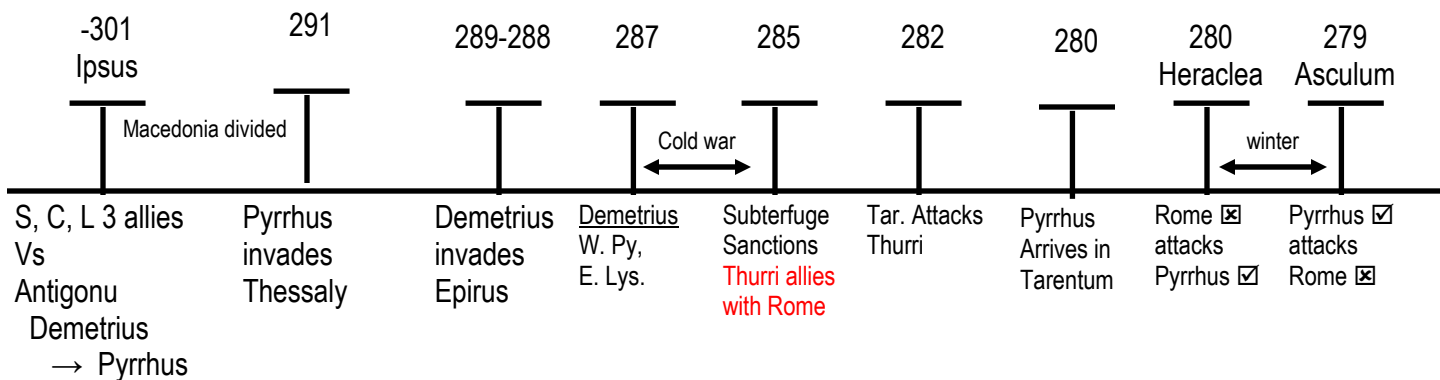 -301
Ipsus
291
289-288
287
285
282
280
280
Heraclea
279
Asculum
Macedonia divided
Cold war
winter
S, C, L 3 allies
Vs
Antigonu
Demetrius
→ Pyrrhus
Pyrrhus
invades
Thessaly
Demetrius
invades
Epirus
Demetrius
W. Py,
E. Lys.
Subterfuge
Sanctions
Thurri allies
with Rome
Tar. Attacks
Thurri
Pyrrhus
Arrives in
Tarentum
Rome ☒
attacks
Pyrrhus ☑
Pyrrhus ☑
attacks
Rome ☒